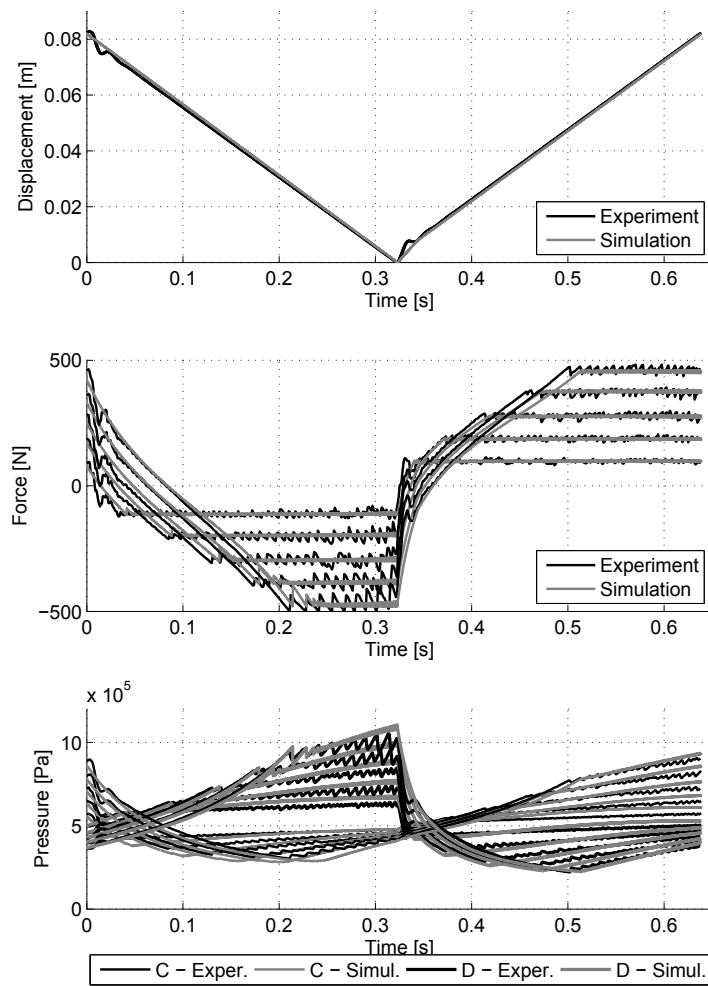 0.08
0.06
0.04
0.02
0
Displacement [m]
Experiment
Simulation
0 0.1 0.2 0.3 0.4 0.5 0.6
Time [s]
500
0
−500
Force [N]
Experiment
Simulation
0 0.1 0.2 0.3 0.4 0.5 0.6
Time [s]
x 10⁵
10
5
0
Pressure [Pa]
0 0.1 0.2 0.3 0.4 0.5 0.6
Time [s]
C − Exper. C − Simul. D − Exper. D − Simul.